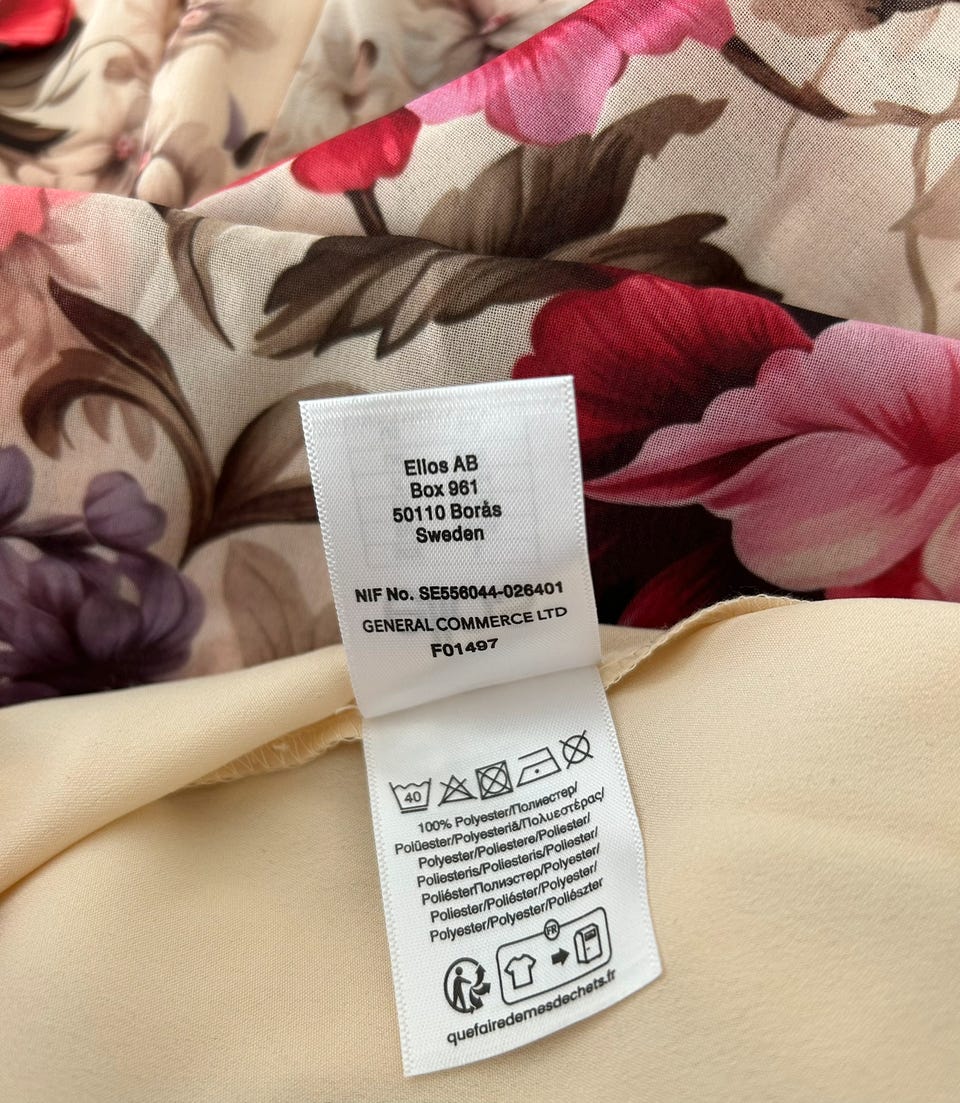 Ellos AB
Box 961
50110 Borås
Sweden
NIF No. SE556044-026401
GENERAL COMMERCE LTD
F01497
40
100% Polyester/Полиестер/
Polüester/Polyesteriä/Πολυεστέρας/
Polyester/Poliestere/Poliester/
Poliesteris/Poliesteris/Poliester/
PoliésterПолиэстер/Polyester/
Poliester/Poliéster/Polyester/
Polyester/Polyester/Poliészter
FR
quefairedemesdechets.fr